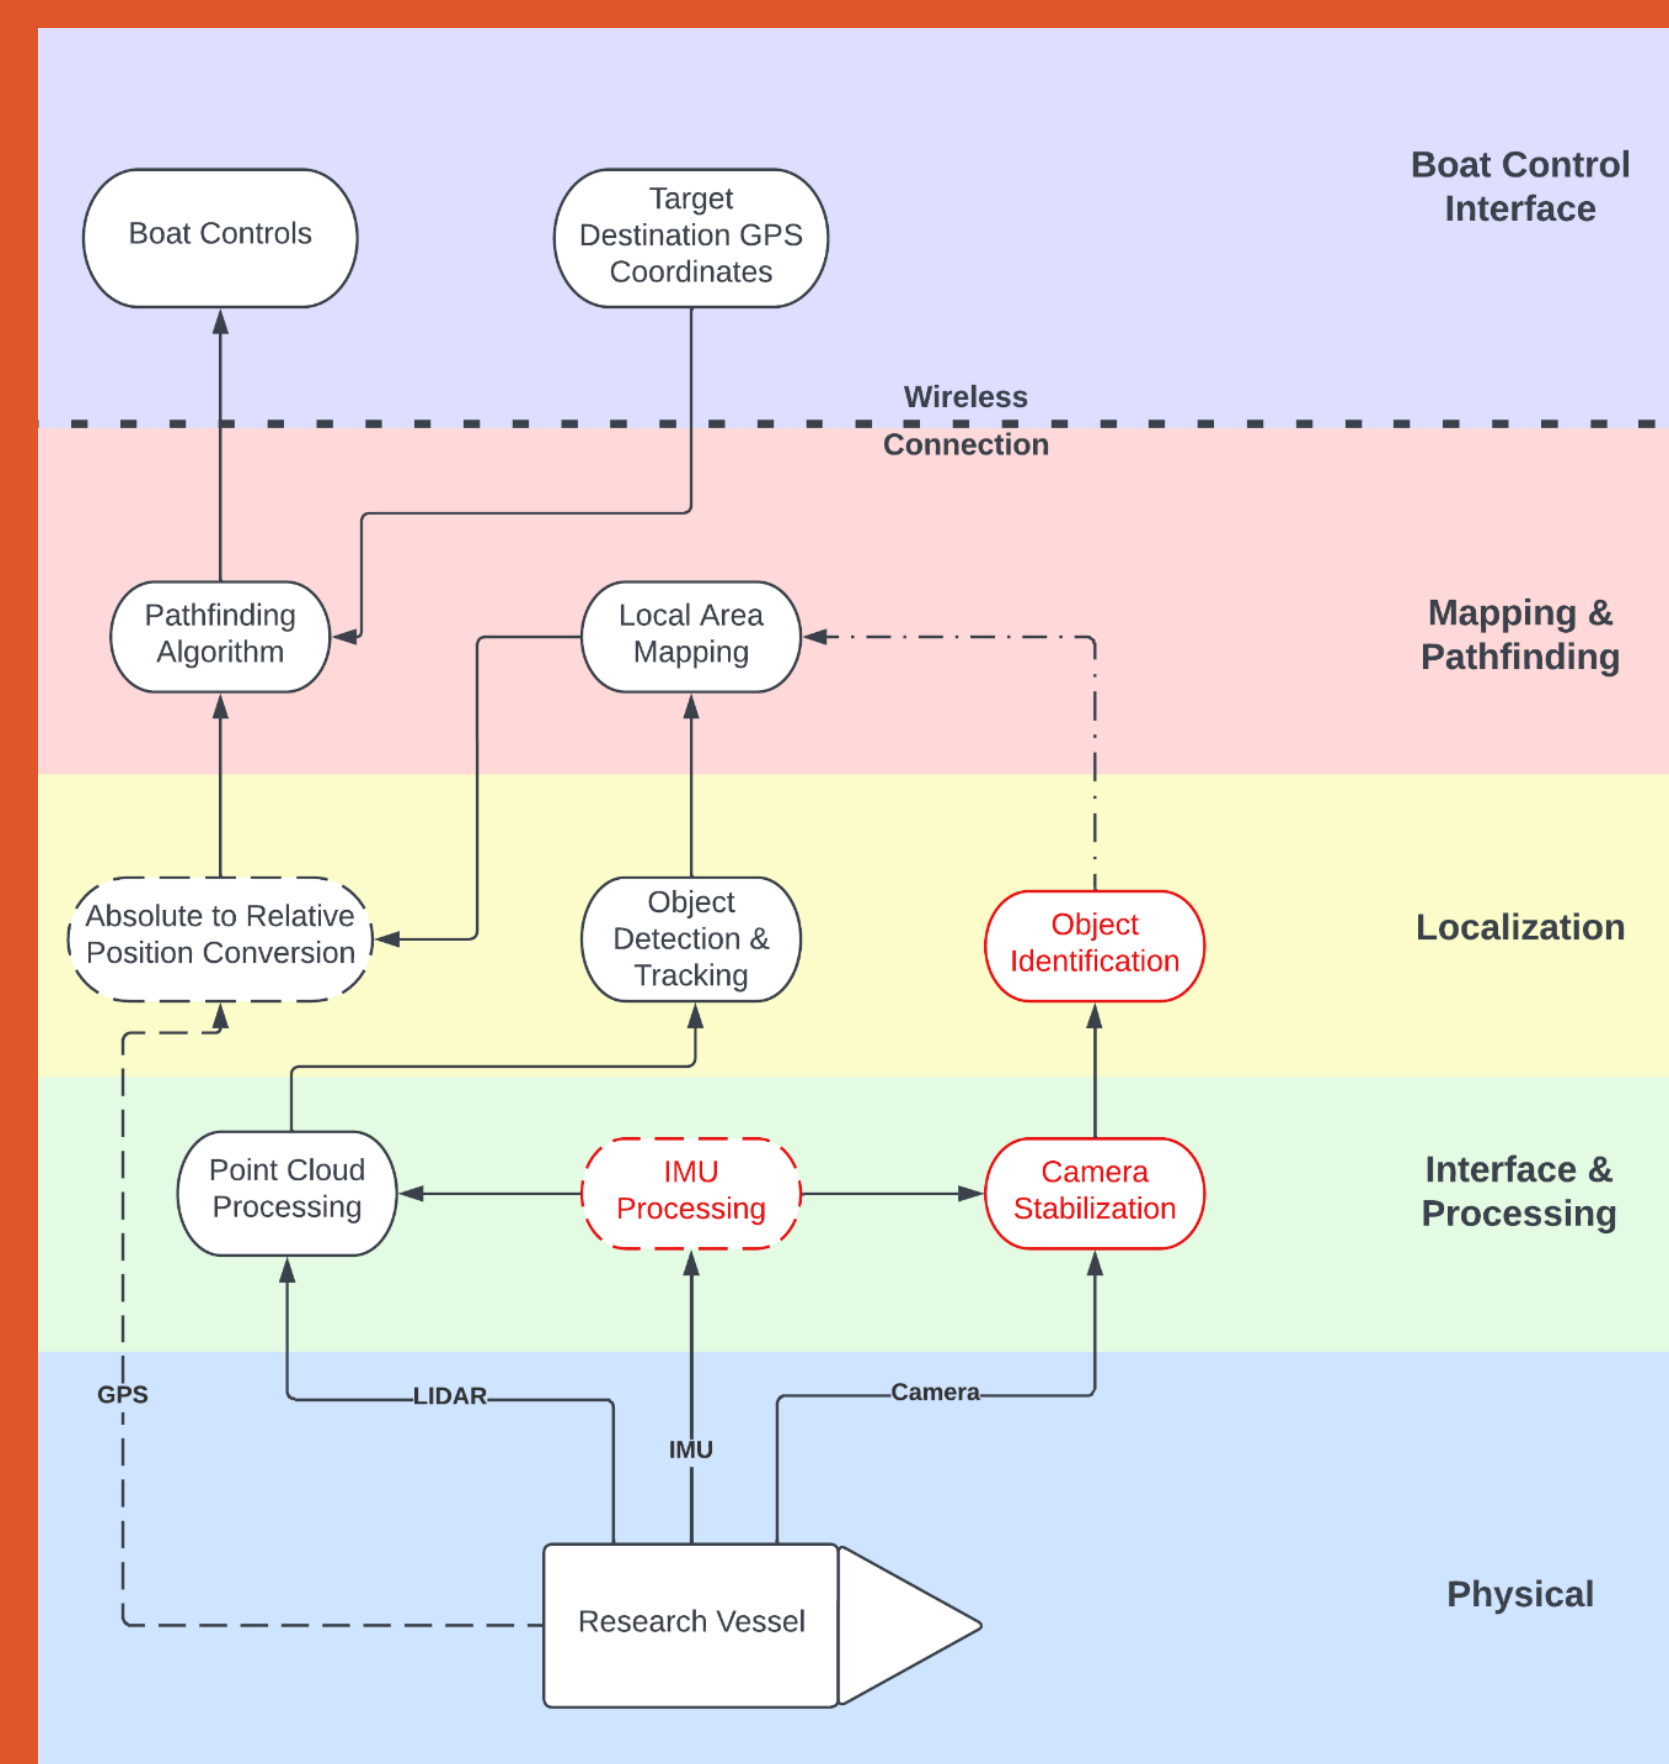 Boat Control
Interface
Boat Controls
Target
Destination GPS
Coordinates
Wireless
Connection
Mapping &
Pathfinding
Pathfinding
Algorithm
Local Area
Mapping
Localization
Absolute to Relative
Position Conversion
Object
Detection &
Tracking
Object
Identification
Interface &
Processing
Point Cloud
Processing
IMU
Processing
Camera
Stabilization
GPS
LIDAR
IMU
Camera
Physical
Research Vessel